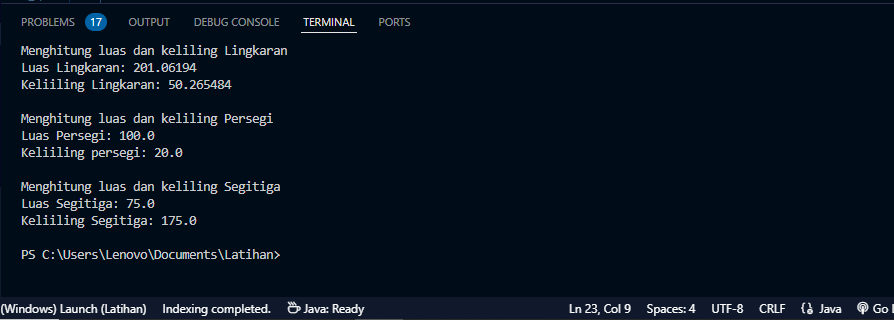 PROBLEMS 17 OUTPUT DEBUG CONSOLE TERMINAL PORTS
Menghitung luas dan keliling Lingkaran
Luas Lingkaran: 201.06194
Keliiling Lingkaran: 50.265484
Menghitung luas dan keliling Persegi
Luas Persegi: 100.0
Keliiling persegi: 20.0
Menghitung luas dan keliling Segitiga
Luas Segitiga: 75.0
Keliiling Segitiga: 175.0
PS C:\Users\Lenovo\Documents\Latihan>
(Windows) Launch (Latihan) Indexing completed. Java: Ready Ln 23, Col 9 Spaces: 4 UTF-8 CRLF Java Go